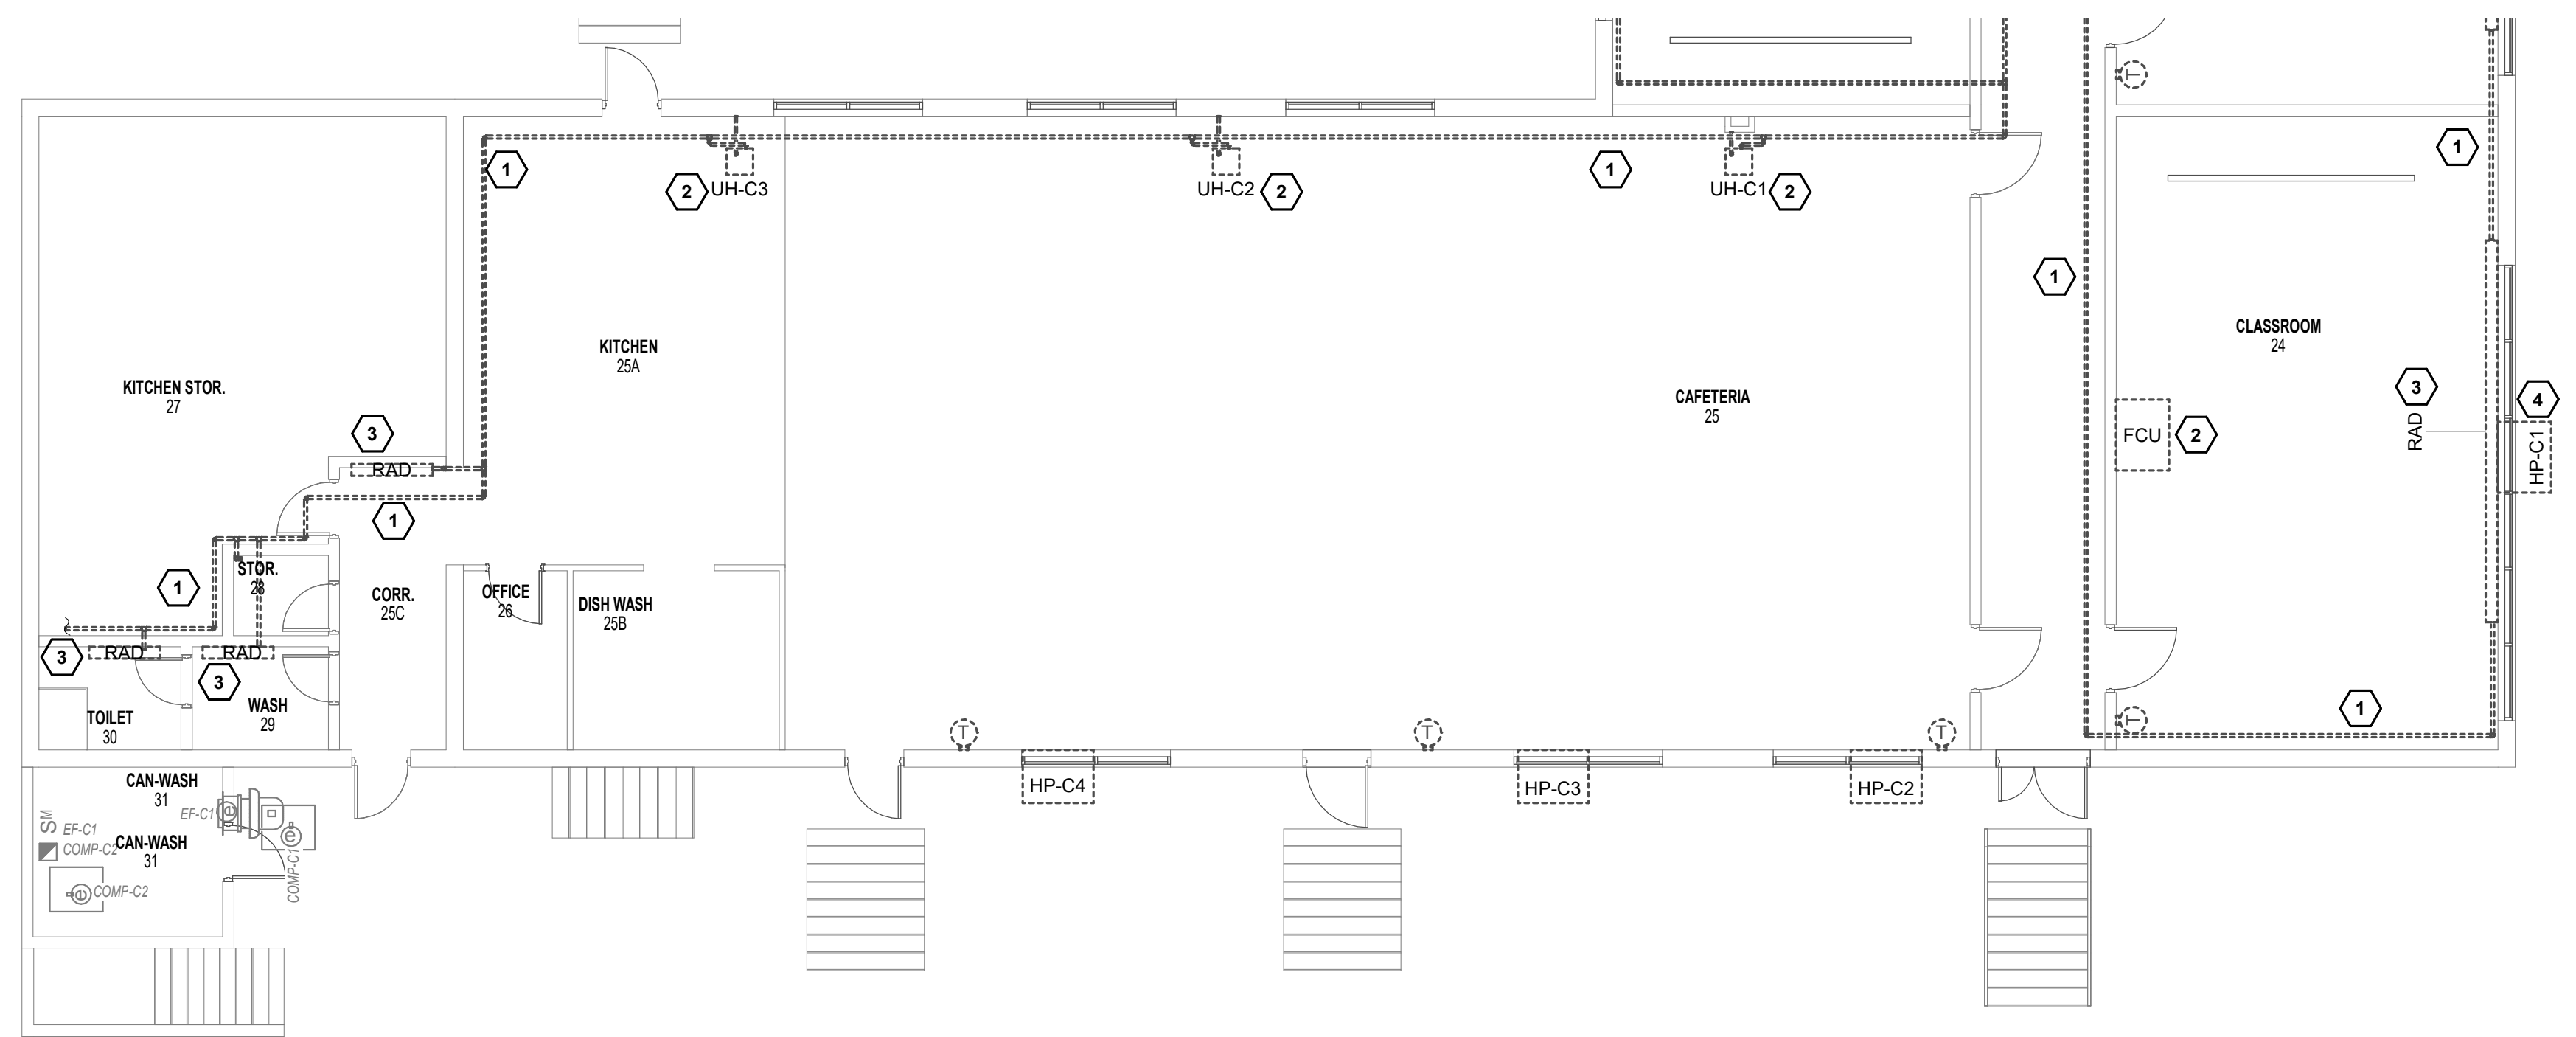 T
1
1
2
UH-C3
UH-C2
2
1
UH-C1
2
1
CLASSROOM
24
KITCHEN
25A
KITCHEN STOR.
27
CAFETERIA
25
3
RAD
4
HP-C1
FCU
2
3
RAD
1
STOR.
28
1
CORR.
25C
OFFICE
26
DISH WASH
25B
3
RAD
RAD
3
WASH
29
TOILET
30
1
T
T
T
T
CAN-WASH
31
HP-C4
HP-C3
HP-C2
EF-C1
e
SM
EF-C1
COMP-C2
CAN-WASH
31
e
COMP-C1
e
COMP-C2